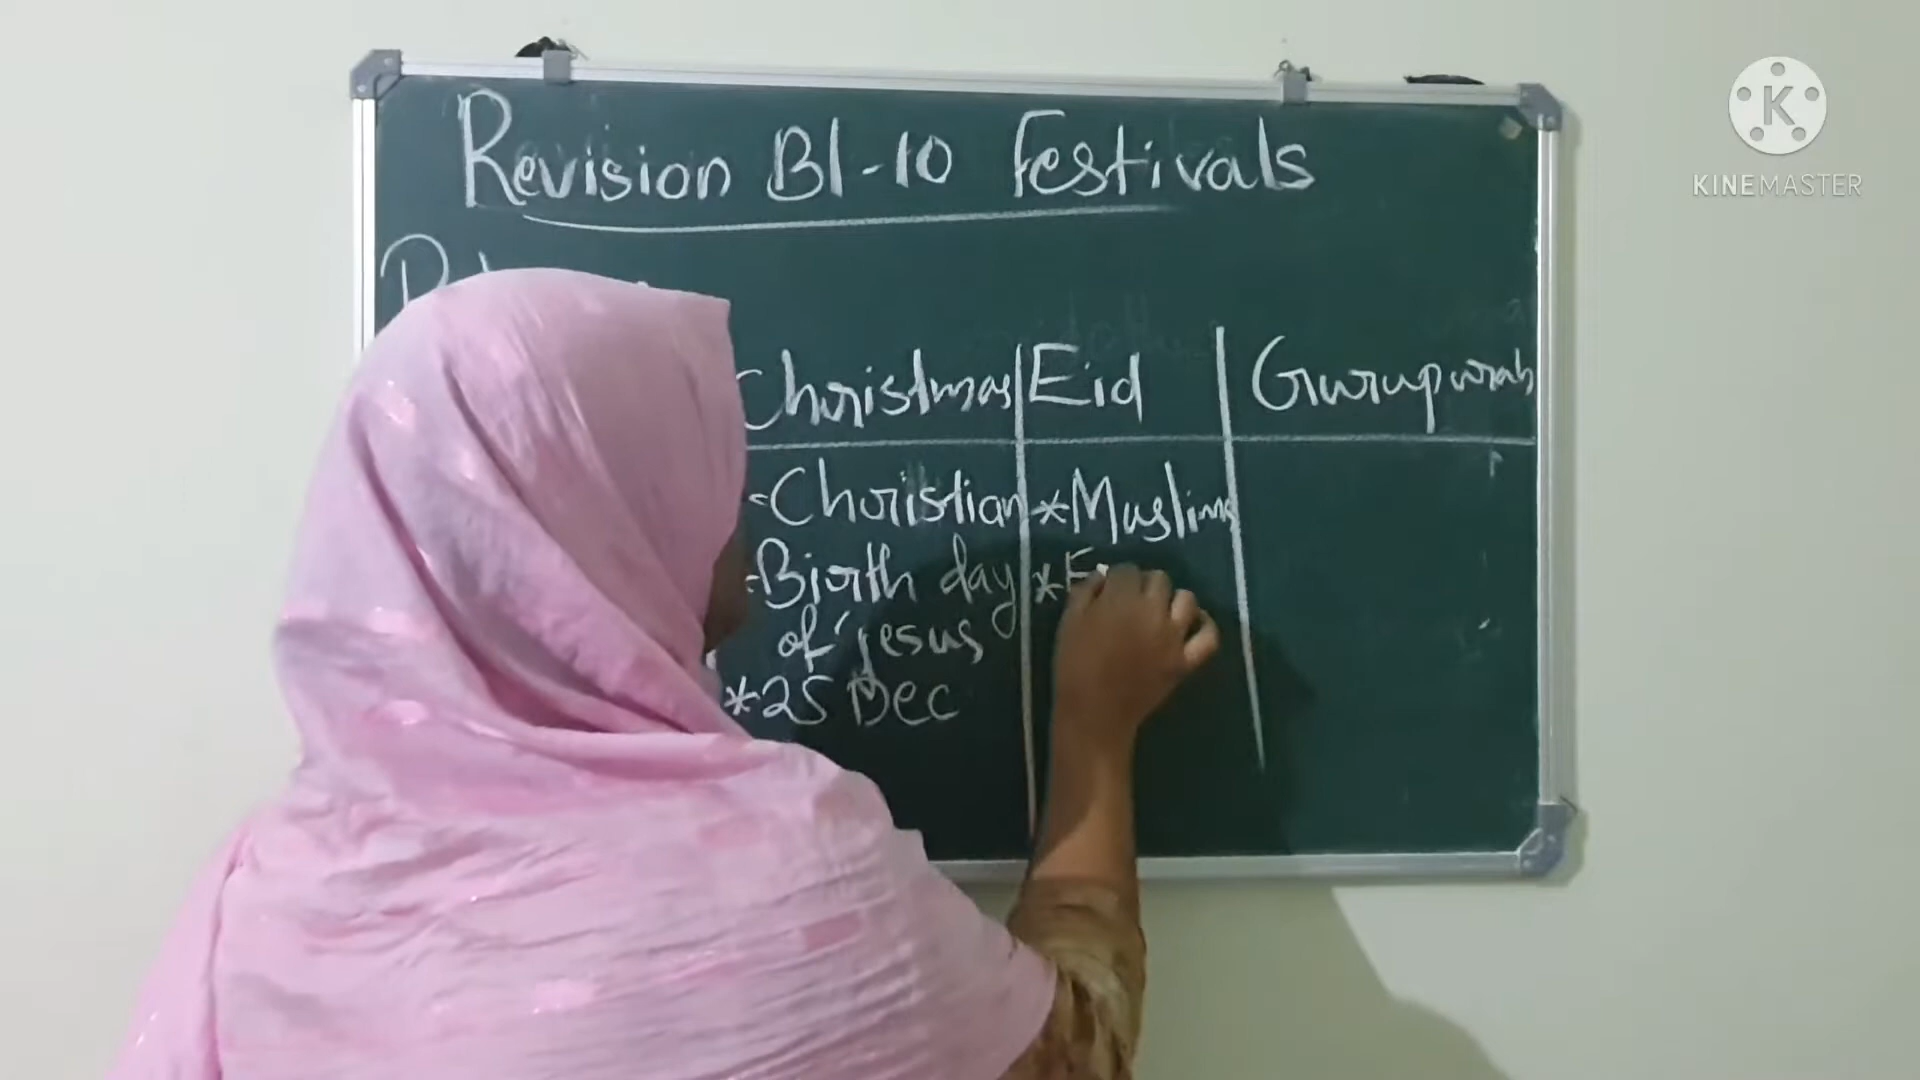 Revision Bl-10 Festivals
Christmas Eid Gurupurab
Christian *Muslims
Birth day *
of Jesus
*25 Dec
K
KINEMASTER